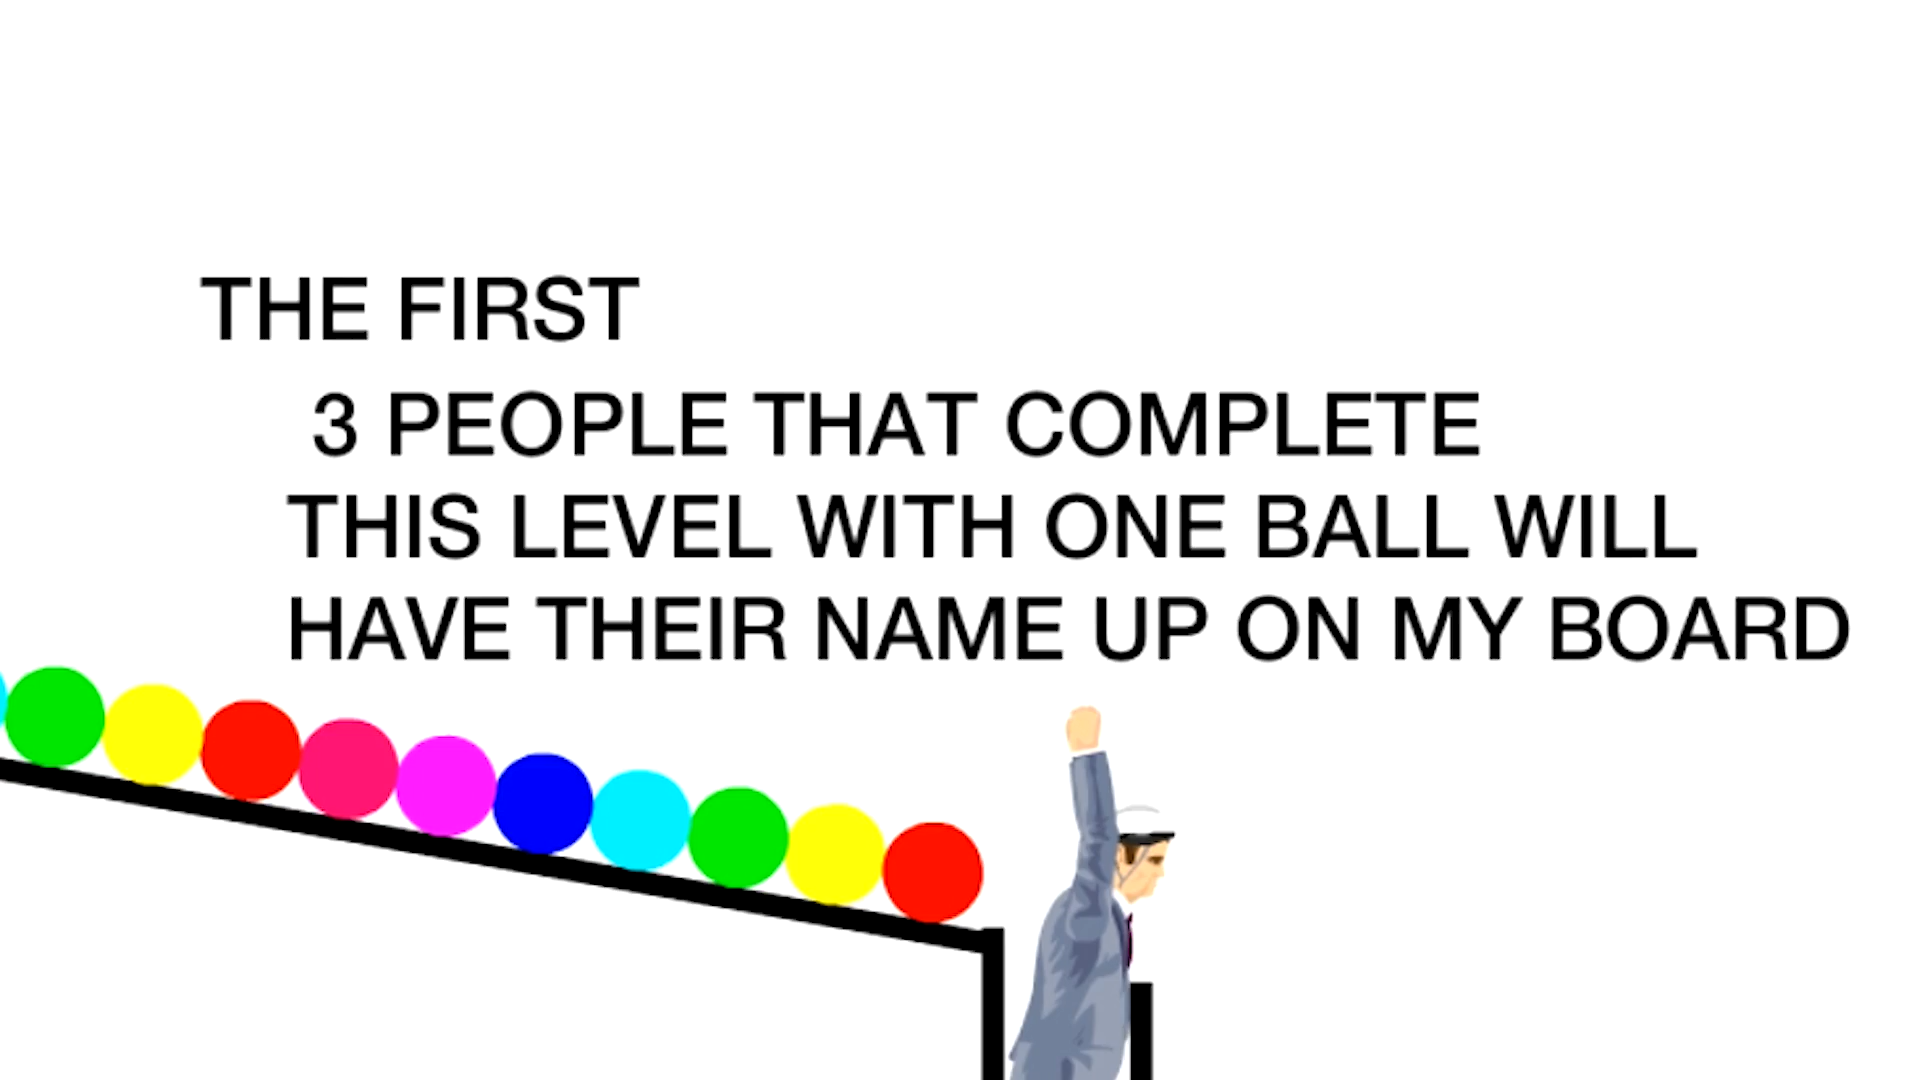 THE FIRST
3 PEOPLE THAT COMPLETE
THIS LEVEL WITH ONE BALL WILL
HAVE THEIR NAME UP ON MY BOARD